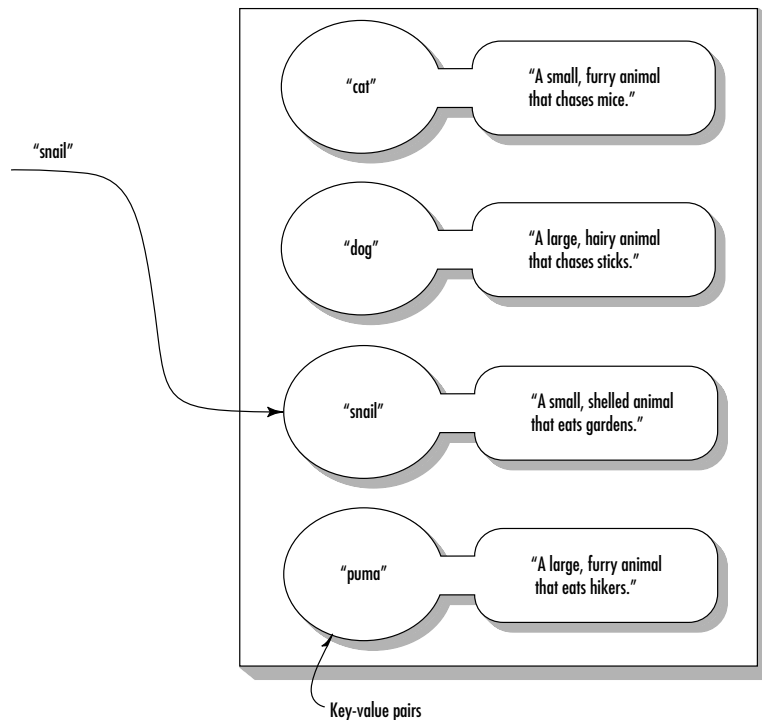 “cat”
“A small, furry animal
that chases mice.”
“snail”
“dog”
“A large, hairy animal
that chases sticks.”
“snail”
“A small, shelled animal
that eats gardens.”
“puma”
“A large, furry animal
that eats hikers.”
Key-value pairs